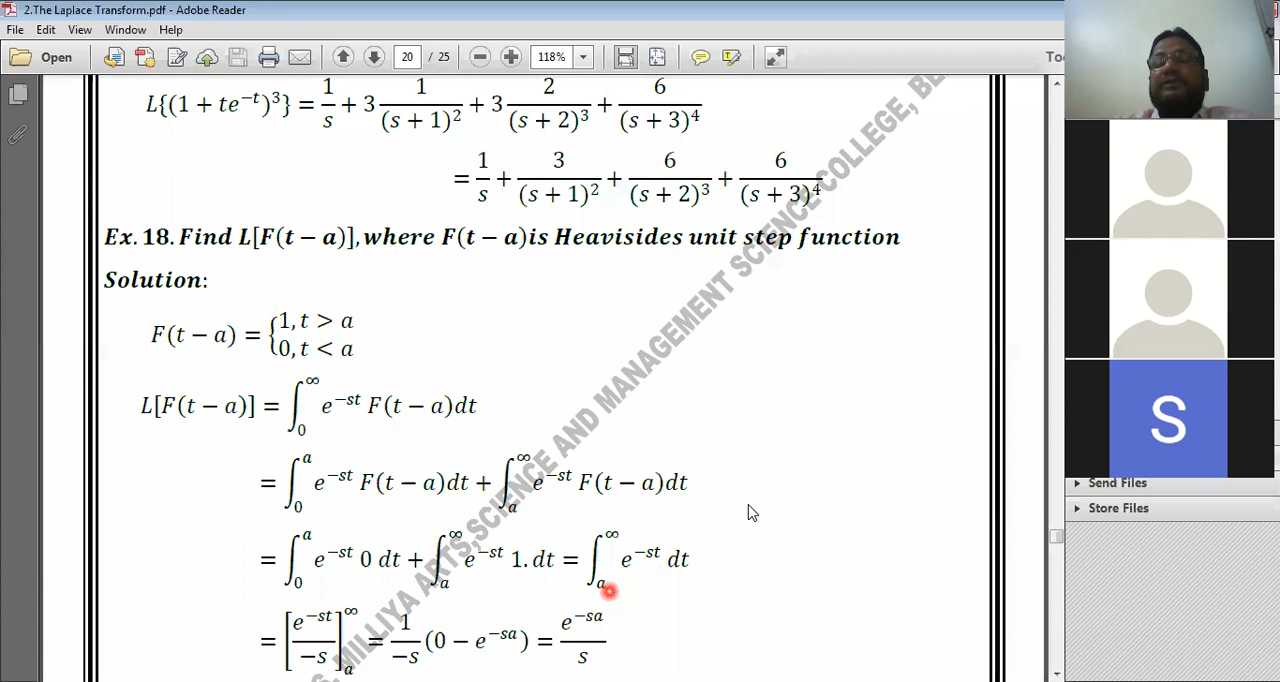 2.The Laplace Transform.pdf - Adobe Reader
File Edit View Window Help
Open 20 / 25 118%
L{(1 + te^{-t})^3} = 1/s + 3 1/(s + 1)^2 + 3 2/(s + 2)^3 + 6/(s + 3)^4
= 1/s + 3/(s + 1)^2 + 6/(s + 2)^3 + 6/(s + 3)^4
Ex. 18. Find L[F(t − a)], where F(t − a)is Heavisides unit step function
Solution:
F(t − a) = {1, t > a
0, t < a
L[F(t − a)] = ∫_0^∞ e^{-st} F(t − a)dt
= ∫_0^a e^{-st} F(t − a)dt + ∫_a^∞ e^{-st} F(t − a)dt
= ∫_0^a e^{-st} 0 dt + ∫_a^∞ e^{-st} 1. dt = ∫_a^∞ e^{-st} dt
= [e^{-st}/−s]_a^∞ = 1/−s (0 − e^{-sa}) = e^{-sa}/s
MILLIYA ARTS,SCIENCE AND MANAGEMENT SCIENCE COLLEGE,
S
Send Files
Store Files